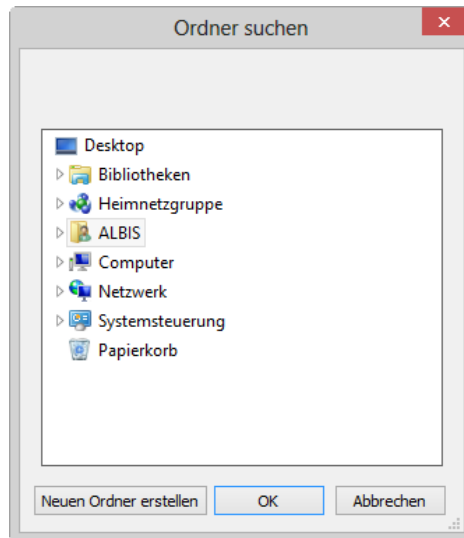 Ordner suchen
Desktop
Bibliotheken
Heimnetzgruppe
ALBIS
Computer
Netzwerk
Systemsteuerung
Papierkorb
Neuen Ordner erstellen OK Abbrechen